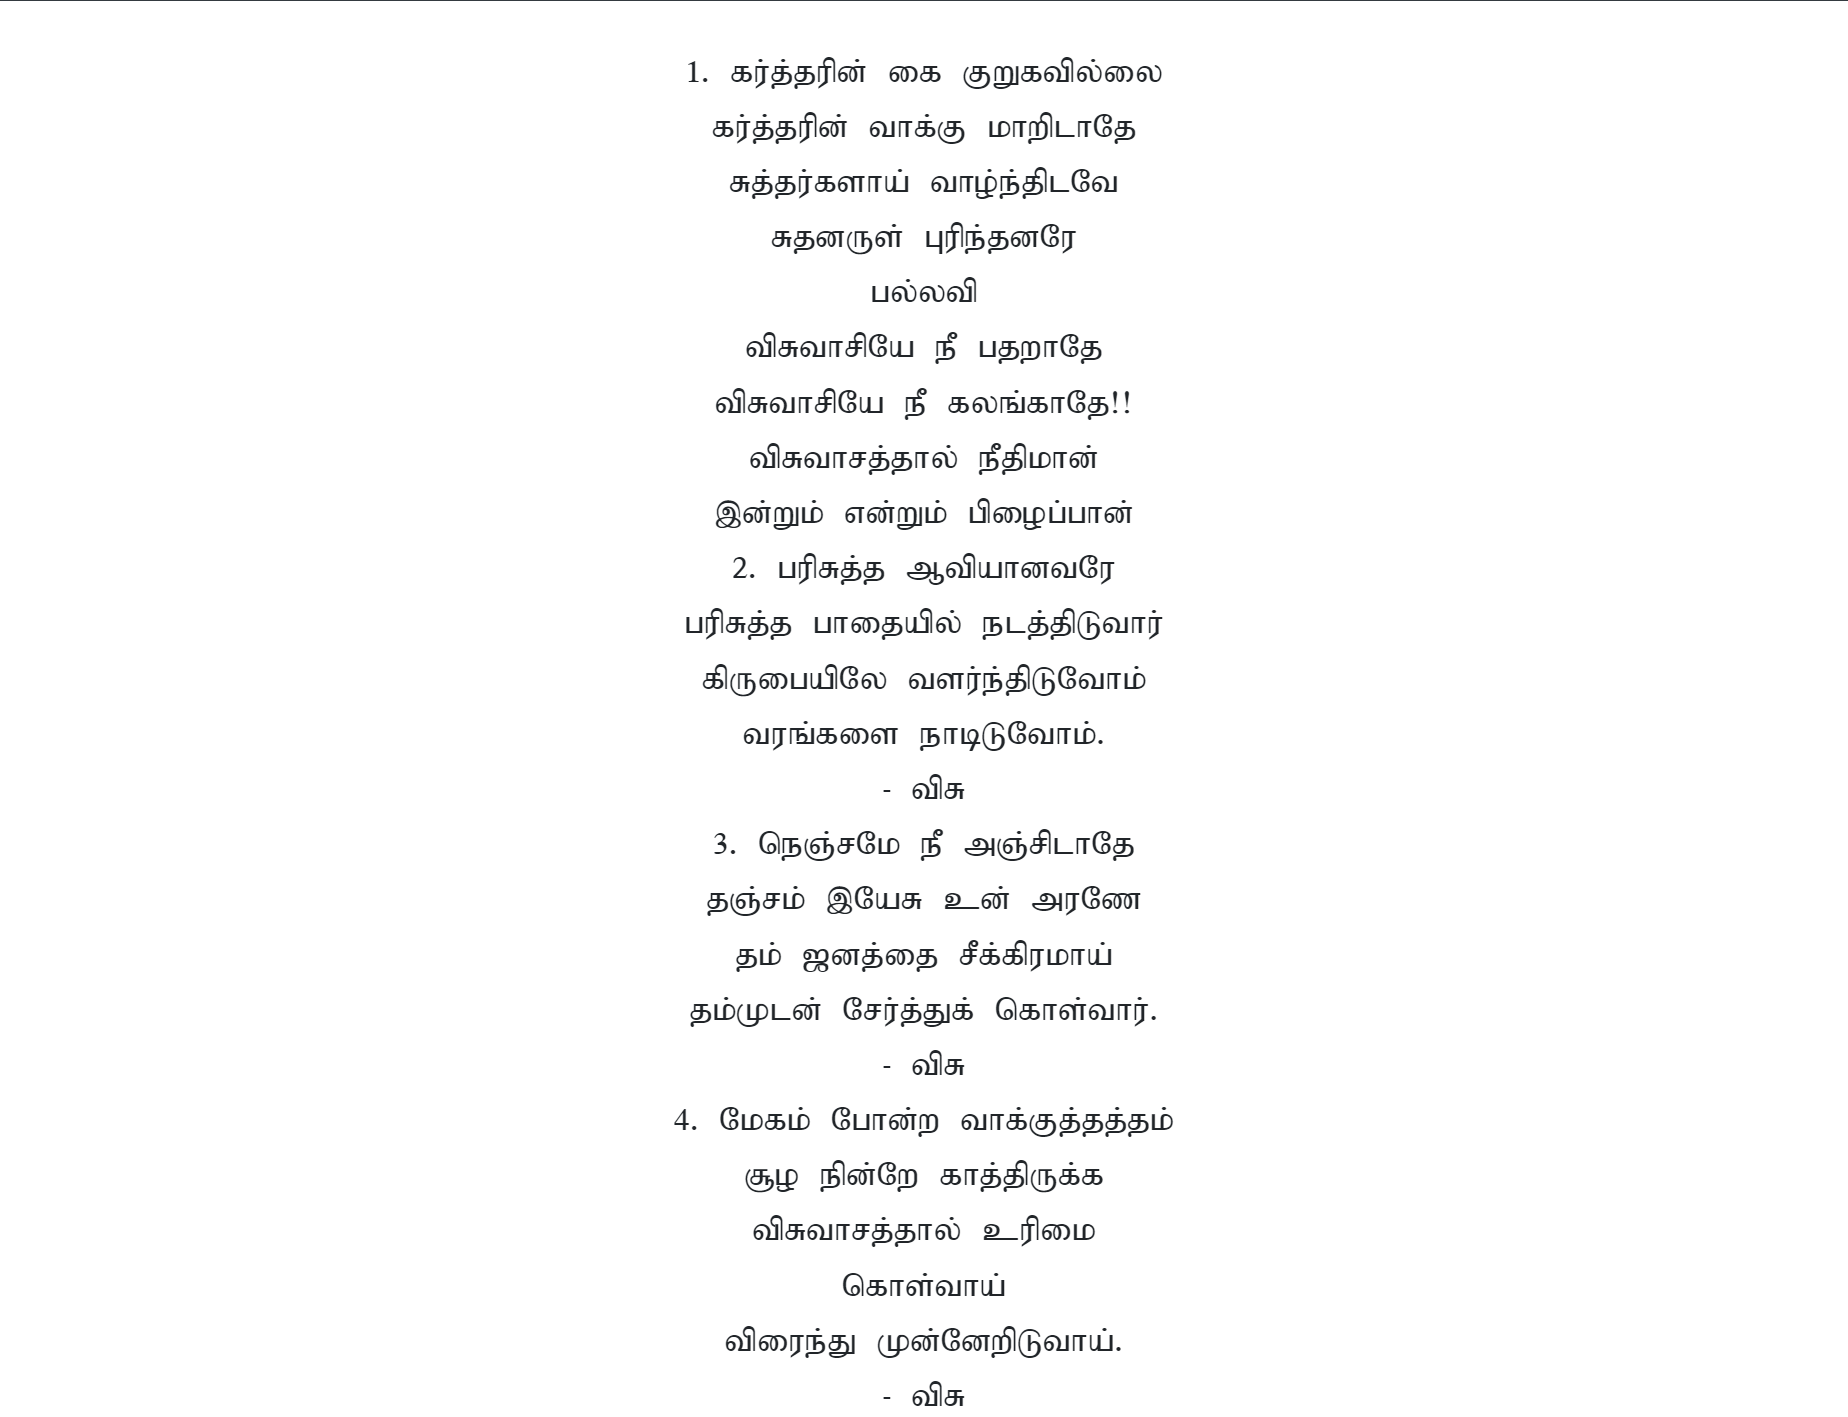 1. கர்த்தரின் கை குறுகவில்லை
கர்த்தரின் வாக்கு மாறிடாதே
சுத்தர்களாய் வாழ்ந்திடவே
சுதனருள் புரிந்தனரே
பல்லவி
விசுவாசியே நீ பதறாதே
விசுவாசியே நீ கலங்காதே!!
விசுவாசத்தால் நீதிமான்
இன்றும் என்றும் பிழைப்பான்
2. பரிசுத்த ஆவியானவரே
பரிசுத்த பாதையில் நடத்திடுவார்
கிருபையிலே வளர்ந்திடுவோம்
வரங்களை நாடிடுவோம்.
- விசு
3. நெஞ்சமே நீ அஞ்சிடாதே
தஞ்சம் இயேசு உன் அரணே
தம் ஜனத்தை சீக்கிரமாய்
தம்முடன் சேர்த்துக் கொள்வார்.
- விசு
4. மேகம் போன்ற வாக்குத்தத்தம்
சூழ நின்றே காத்திருக்க
விசுவாசத்தால் உரிமை
கொள்வாய்
விரைந்து முன்னேறிடுவாய்.
- விசு